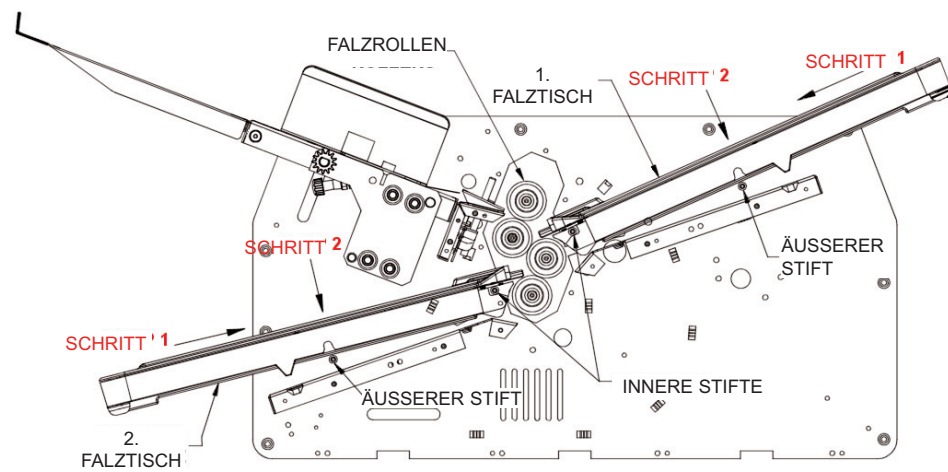 FALZROLLEN
1.
FALZTISCH
SCHRITT 2
SCHRITT 1
SCHRITT 2
ÄUSSERER
STIFT
SCHRITT 1
ÄUSSERER STIFT
INNERE STIFTE
2.
FALZTISCH